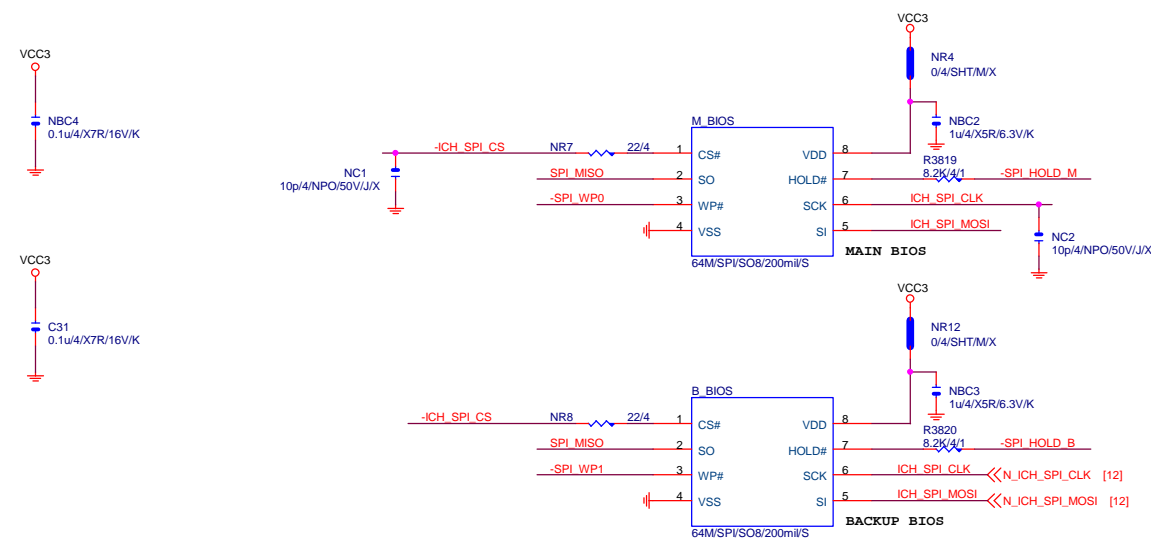 VCC3
NBC4
0.1u/4/X7R/16V/K
VCC3
C31
0.1u/4/X7R/16V/K
VCC3
NR4
0/4/SHT/M/X
NBC2
1u/4/X5R/6.3V/K
M_BIOS
-ICH_SPI_CS NR7 22/4 1 CS# VDD 8
NC1
10p/4/NPO/50V/J/X
SPI_MISO 2 SO HOLD# 7 R3819 8.2K/4/1 -SPI_HOLD_M
-SPI_WP0 3 WP# SCK 6 ICH_SPI_CLK
4 VSS SI 5 ICH_SPI_MOSI
NC2
10p/4/NPO/50V/J/X
MAIN BIOS
64M/SPI/SO8/200mil/S
VCC3
NR12
0/4/SHT/M/X
NBC3
1u/4/X5R/6.3V/K
B_BIOS
-ICH_SPI_CS NR8 22/4 1 CS# VDD 8
SPI_MISO 2 SO HOLD# 7 R3820 8.2K/4/1 -SPI_HOLD_B
-SPI_WP1 3 WP# SCK 6 ICH_SPI_CLK N_ICH_SPI_CLK [12]
4 VSS SI 5 ICH_SPI_MOSI N_ICH_SPI_MOSI [12]
BACKUP BIOS
64M/SPI/SO8/200mil/S